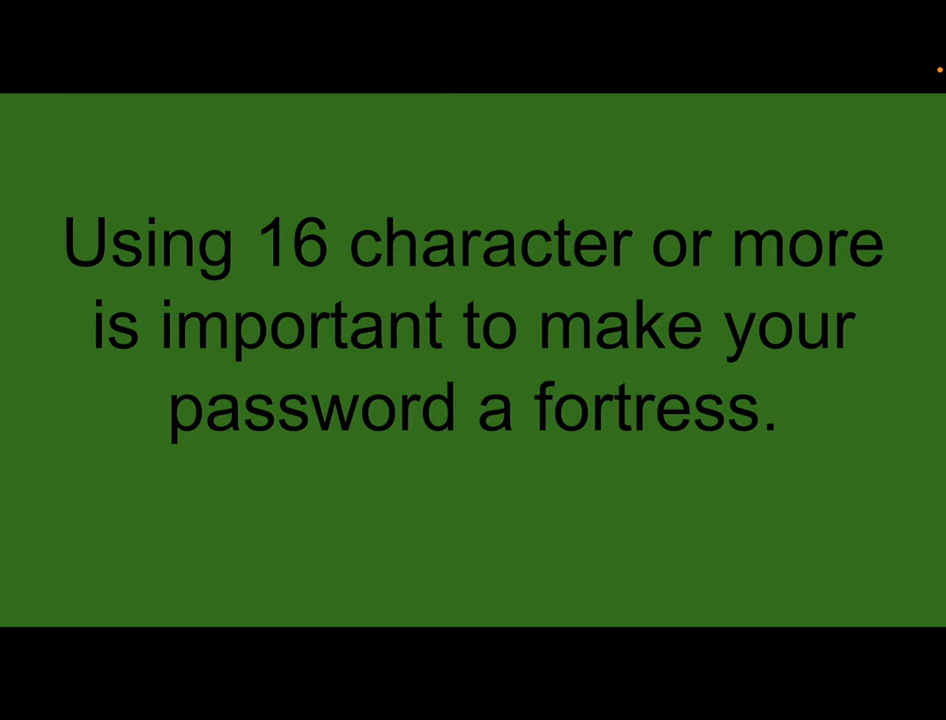 Using 16 character or more
is important to make your
password a fortress.